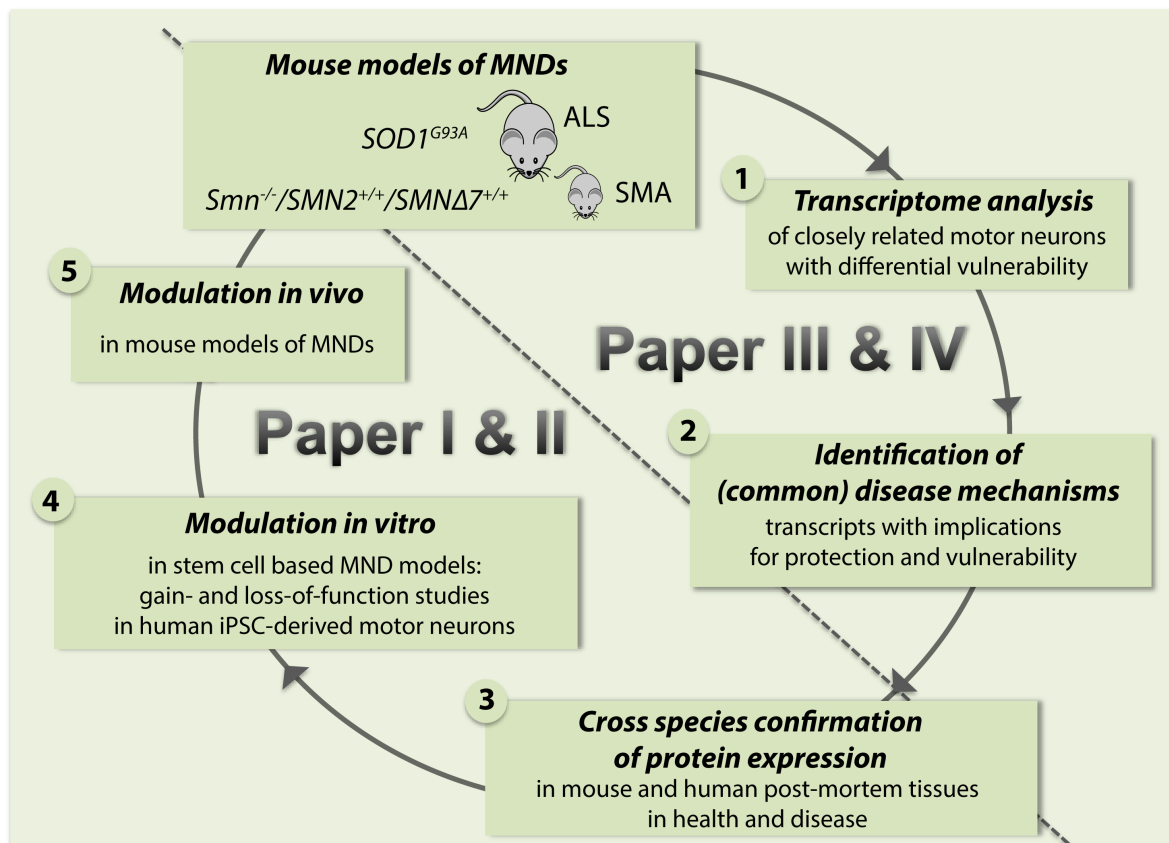 Mouse models of MNDs
SOD1^G93A
ALS
Smn^-/-/SMN2^+/+/SMNΔ7^+/+
SMA
1
Transcriptome analysis
of closely related motor neurons
with differential vulnerability
Paper III & IV
2
Identification of
(common) disease mechanisms
transcripts with implications
for protection and vulnerability
3
Cross species confirmation
of protein expression
in mouse and human post-mortem tissues
in health and disease
4
Modulation in vitro
in stem cell based MND models:
gain- and loss-of-function studies
in human iPSC-derived motor neurons
Paper I & II
5
Modulation in vivo
in mouse models of MNDs